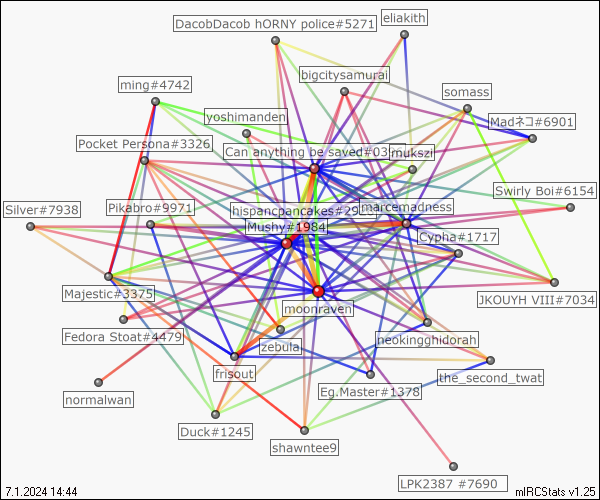 DacobDacob hORNY police#5271
eliakith
bigcitysamurai
ming#4742
somass
yoshimanden
Madネコ#6901
Pocket Persona#3326
Can anything be saved#03
mukszi
Swirly Boi#6154
Silver#7938
Pikabro#9971
hispancpancakes#29
marcemadness
Mushy#1984
Cypha#1717
Majestic#3375
JKOUYH VIII#7034
moonraven
Fedora Stoat#4479
zebula
neokingghidorah
frisout
the_second_twat
normalwan
Eg.Master#1378
Duck#1245
shawntee9
LPK2387 #7690
7.1.2024 14:44
mIRCStats v1.25